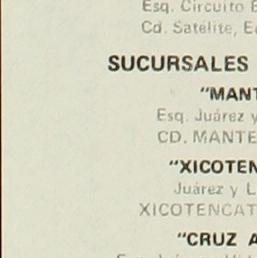 Esq. Circuito
Cd. Satélite,
SUCURSALES
"MANT
Esq. Juárez y
CD. MANTE
"XICOTEN
Juárez y L
XICOTENCAT
"CRUZ A